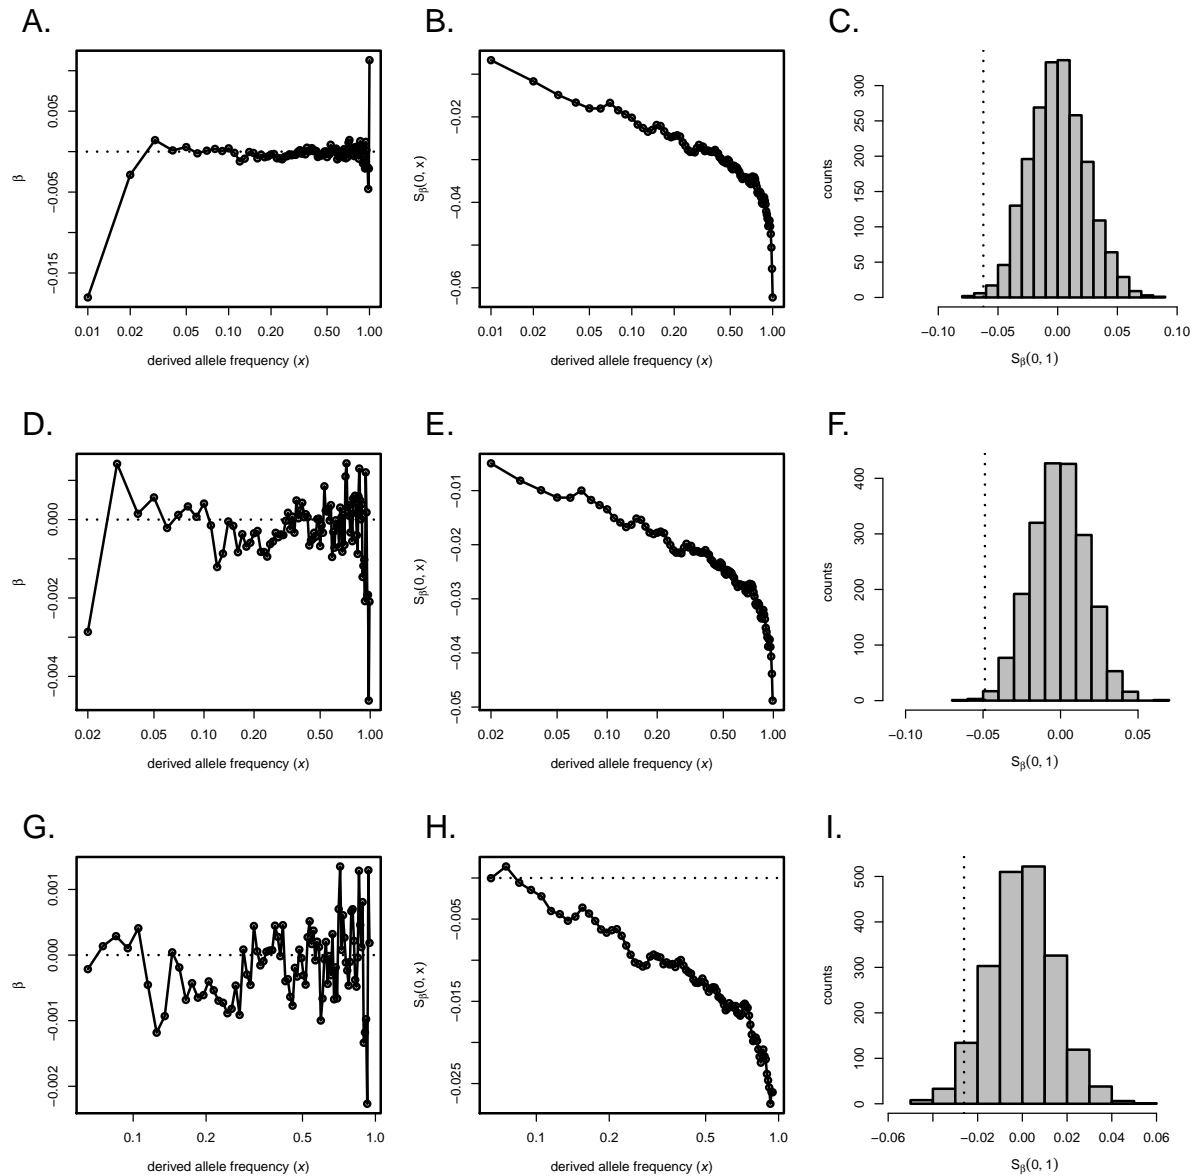 A.
0.005
−0.005
−0.015
β
0.01 0.02 0.05 0.10 0.20 0.50 1.00
derived allele frequency (x)
B.
−0.02
−0.04
−0.06
Sβ(0, x)
0.01 0.02 0.05 0.10 0.20 0.50 1.00
derived allele frequency (x)
C.
300
250
200
150
100
50
0
counts
−0.10 −0.05 0.00 0.05 0.10
Sβ(0, 1)
D.
0.000
−0.002
−0.004
β
0.02 0.05 0.10 0.20 0.50 1.00
derived allele frequency (x)
E.
−0.01
−0.02
−0.03
−0.04
−0.05
Sβ(0, x)
0.02 0.05 0.10 0.20 0.50 1.00
derived allele frequency (x)
F.
400
300
200
100
0
counts
−0.10 −0.05 0.00 0.05
Sβ(0, 1)
G.
0.001
0.000
−0.001
−0.002
β
0.1 0.2 0.5 1.0
derived allele frequency (x)
H.
−0.005
−0.015
−0.025
Sβ(0, x)
0.1 0.2 0.5 1.0
derived allele frequency (x)
I.
500
400
300
200
100
0
counts
−0.06 −0.02 0.00 0.02 0.04 0.06
Sβ(0, 1)